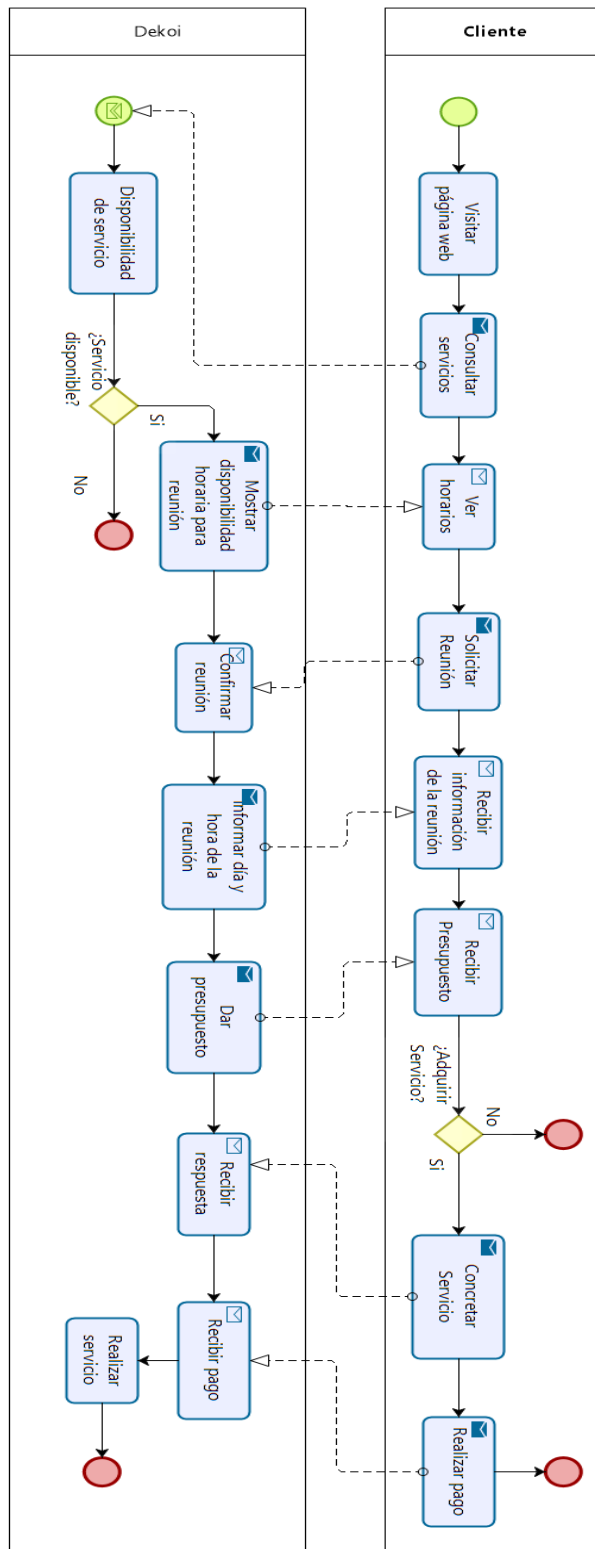 Cliente
Visitar
página web
Consultar
servicios
Ver
horarios
Solicitar
Reunión
Recibir
información
de la reunión
Recibir
Presupuesto
¿Adquirir
Servicio?
No
Si
Concretar
Servicio
Realizar pago
Dekoi
Disponibilidad
de servicio
¿Servicio
disponible?
Si
No
Mostrar
disponibilidad
horaria para
reunión
Confirmar
reunión
Informar día y
hora de la
reunión
Dar
presupuesto
Recibir
respuesta
Recibir pago
Realizar
servicio